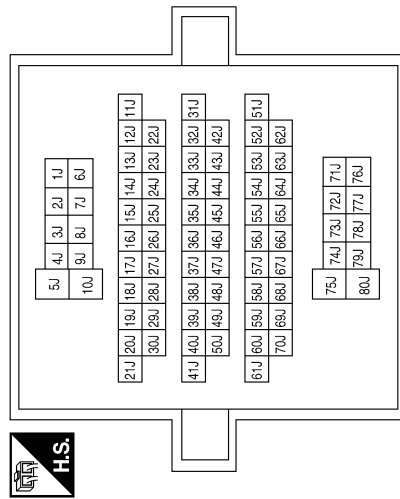 H.S.
5J 4J 3J 2J 1J
10J 9J 8J 7J 6J
21J 20J 19J 18J 17J 16J 15J 14J 13J 12J 11J
30J 29J 28J 27J 26J 25J 24J 23J 22J
41J 40J 39J 38J 37J 36J 35J 34J 33J 32J 31J
50J 49J 48J 47J 46J 45J 44J 43J 42J
61J 60J 59J 58J 57J 56J 55J 54J 53J 52J 51J
70J 69J 68J 67J 66J 65J 64J 63J 62J
75J 74J 73J 72J 71J
80J 79J 78J 77J 76J